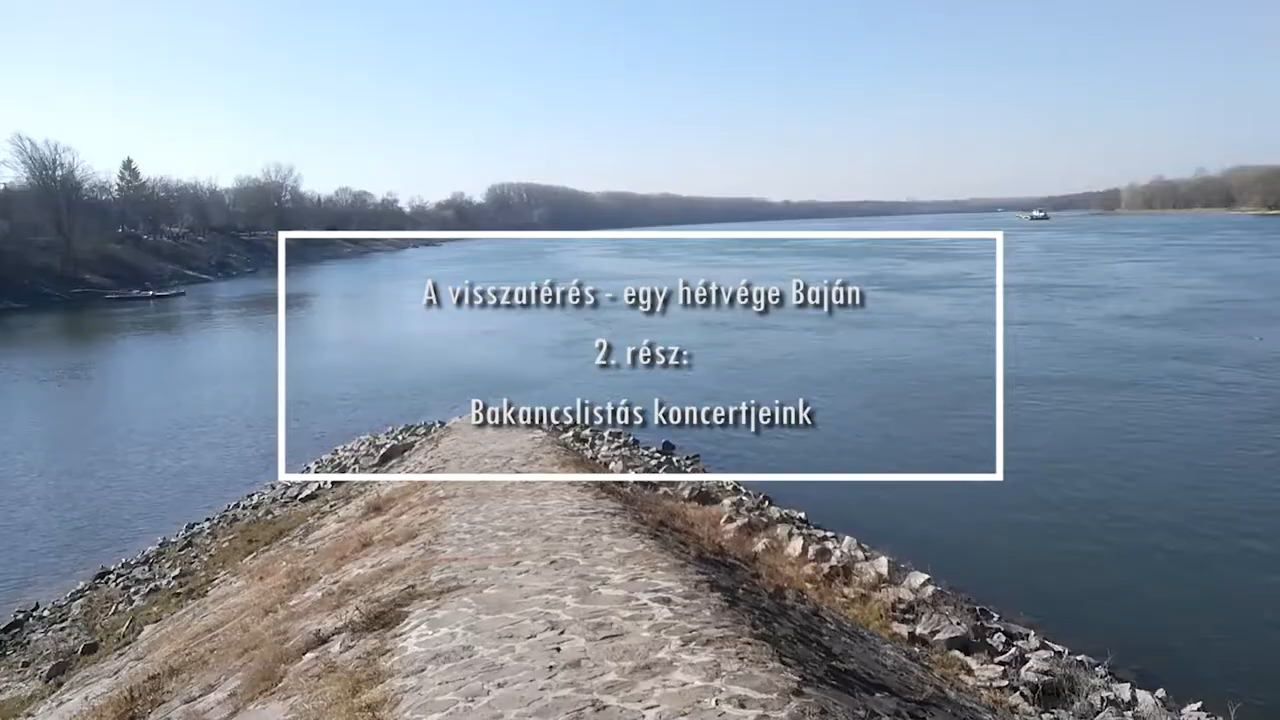 A visszatérés - egy hétvége Baján
2. rész:
Bakancslistás koncertjeink